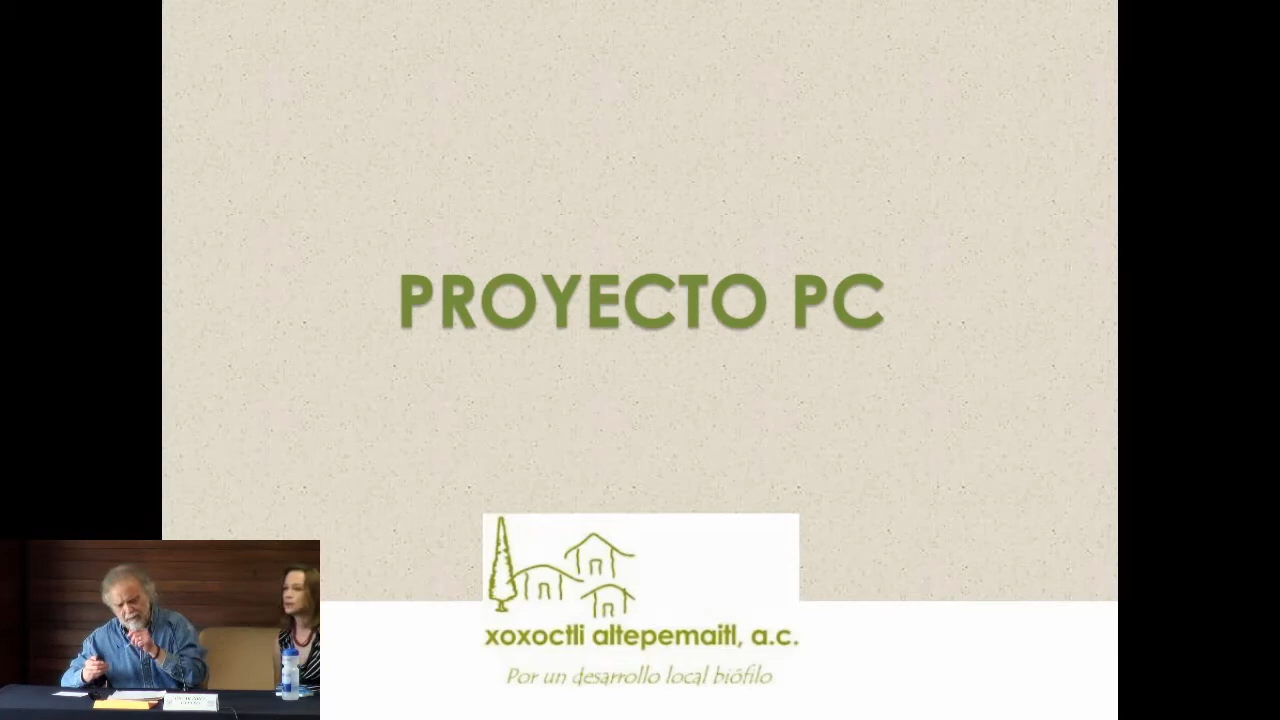 PROYECTO PC
xoxoctli altepemaitl, a.c.
Por un desarrollo local biófilo